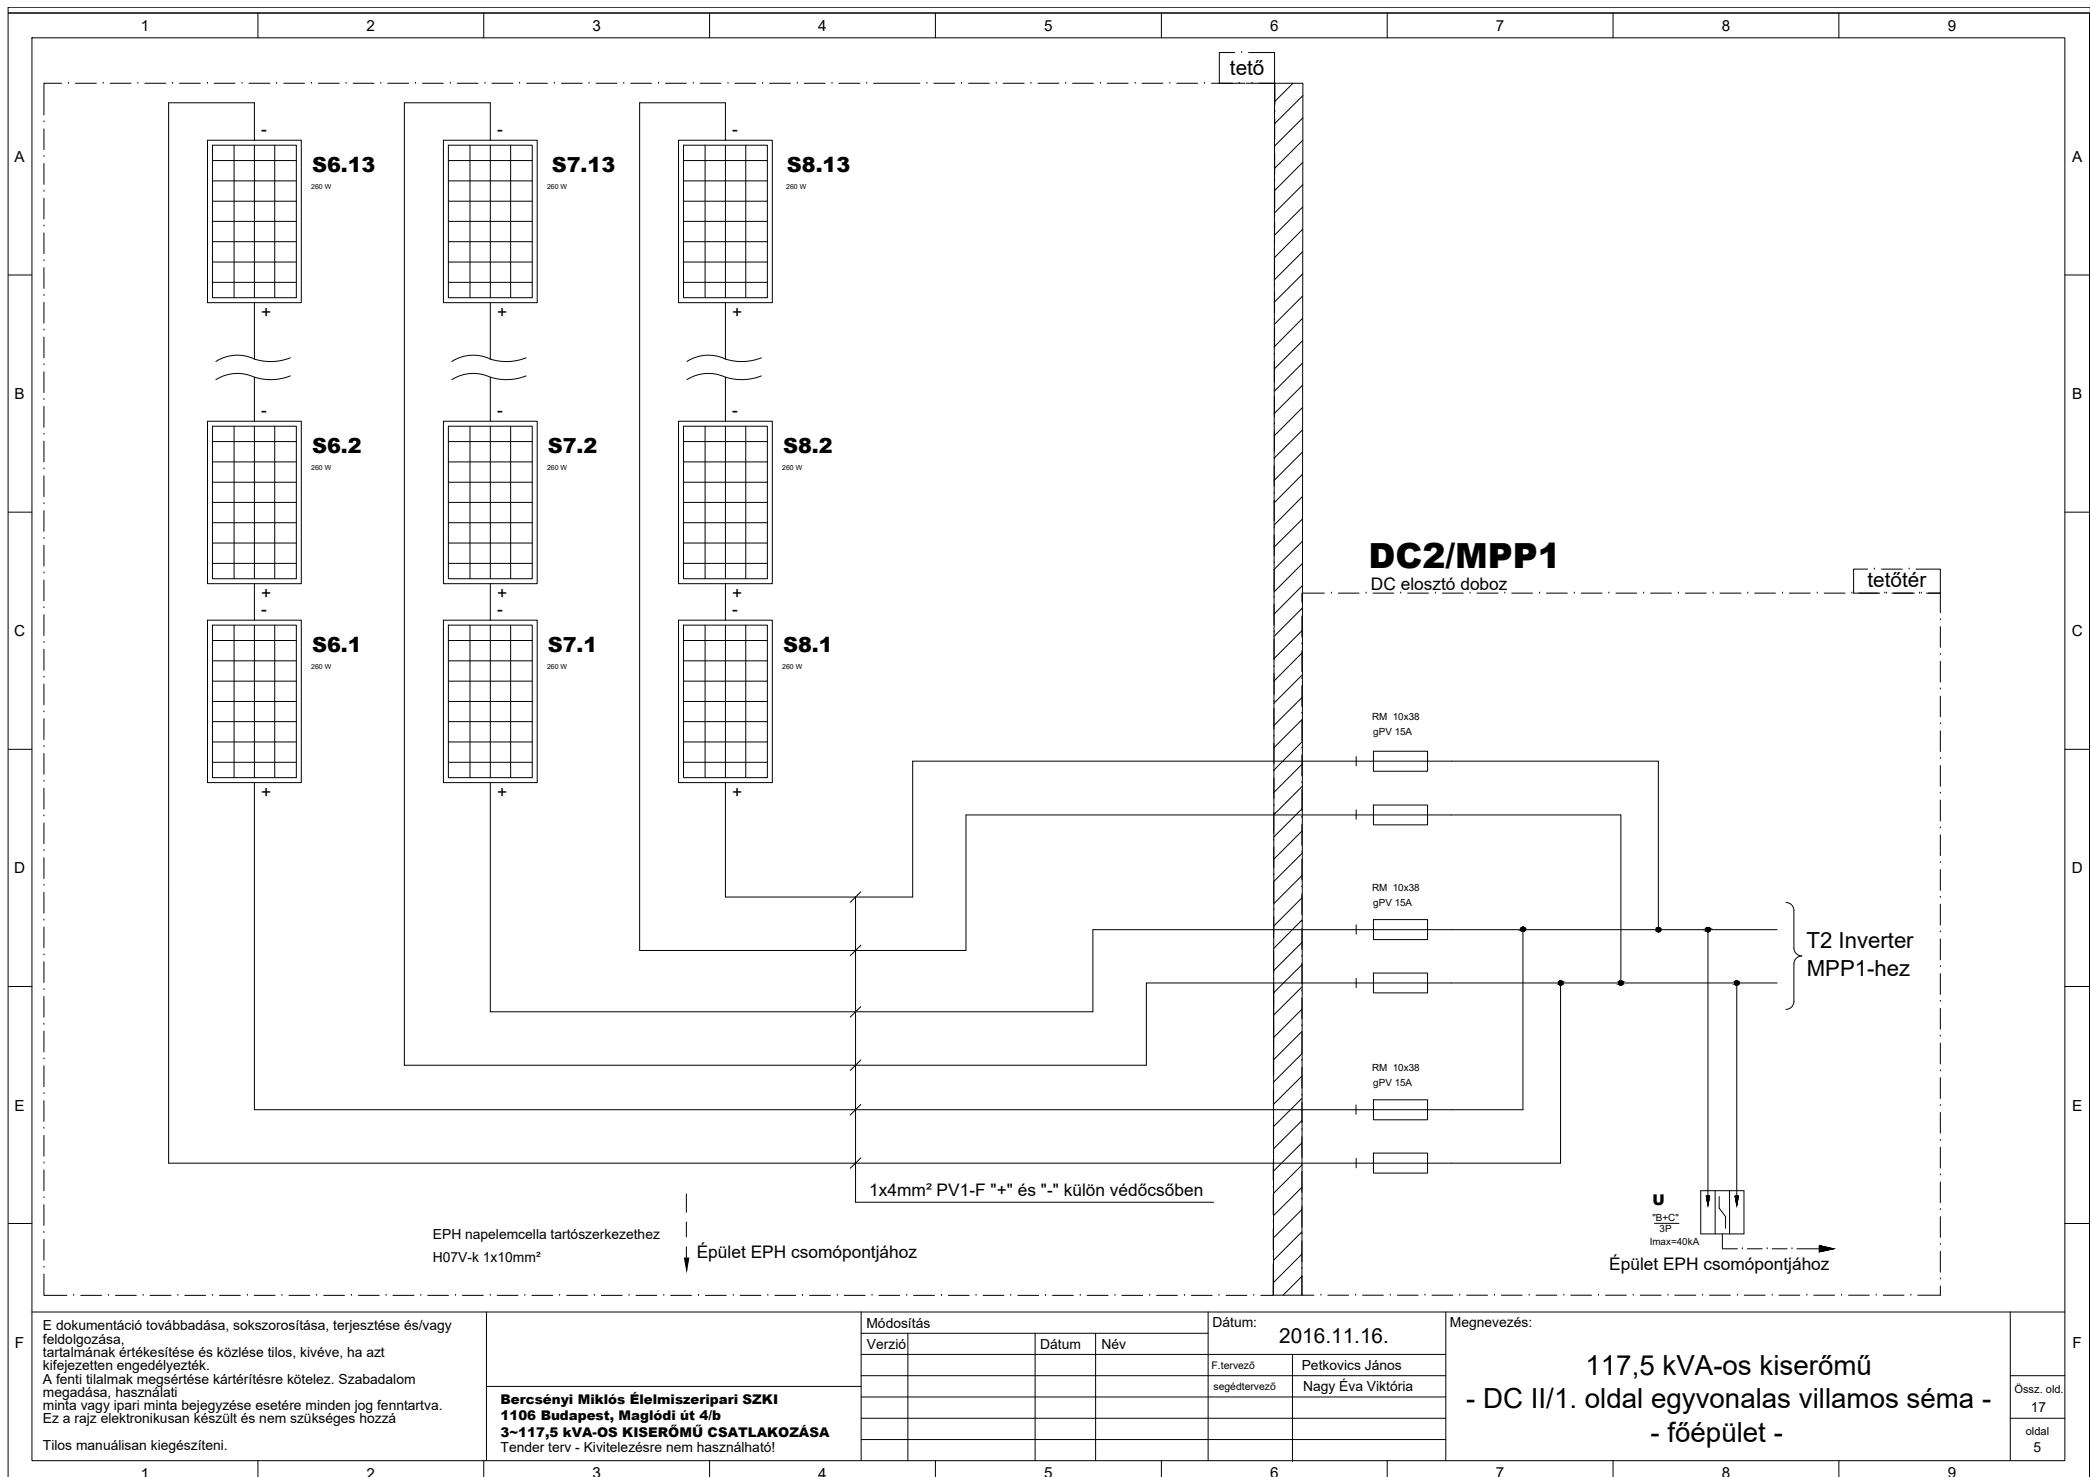 1 2 3 4 5 6 7 8 9
tető
A A
- - -
S6.13 S7.13 S8.13
260 W 260 W 260 W
+ + +
B B
- - -
S6.2 S7.2 S8.2
260 W 260 W 260 W
+ + +
DC2/MPP1
DC elosztó doboz
tetőtér
C C
- - -
S6.1 S7.1 S8.1
260 W 260 W 260 W
+ + +
RM 10x38
gPV 15A
D D
RM 10x38
gPV 15A
T2 Inverter
MPP1-hez
RM 10x38
gPV 15A
E E
1x4mm² PV1-F "+" és "-" külön védőcsőben
U
"B+C"
3P
Imax=40kA
EPH napelemcella tartószerkezethez
H07V-k 1x10mm²
Épület EPH csomópontjához
Épület EPH csomópontjához
F F
E dokumentáció továbbadása, sokszorosítása, terjesztése és/vagy
feldolgozása,
tartalmának értékesítése és közlése tilos, kivéve, ha azt
kifejezetten engedélyezték.
A fenti tilalmak megsértése kártérítésre kötelez. Szabadalom
megadása, használati
minta vagy ipari minta bejegyzése esetére minden jog fenntartva.
Ez a rajz elektronikusan készült és nem szükséges hozzá
Tilos manuálisan kiegészíteni.
Bercsényi Miklós Élelmiszeripari SZKI
1106 Budapest, Maglódi út 4/b
3~117,5 kVA-OS KISERŐMŰ CSATLAKOZÁSA
Tender terv - Kivitelezésre nem használható!
Módosítás
Verzió Dátum Név
Dátum: 2016.11.16.
F.tervező Petkovics János
segédtervező Nagy Éva Viktória
Megnevezés:
117,5 kVA-os kiserőmű
- DC II/1. oldal egyvonalas villamos séma -
- főépület -
Össz. old.
17
oldal
5
1 2 3 4 5 6 7 8 9